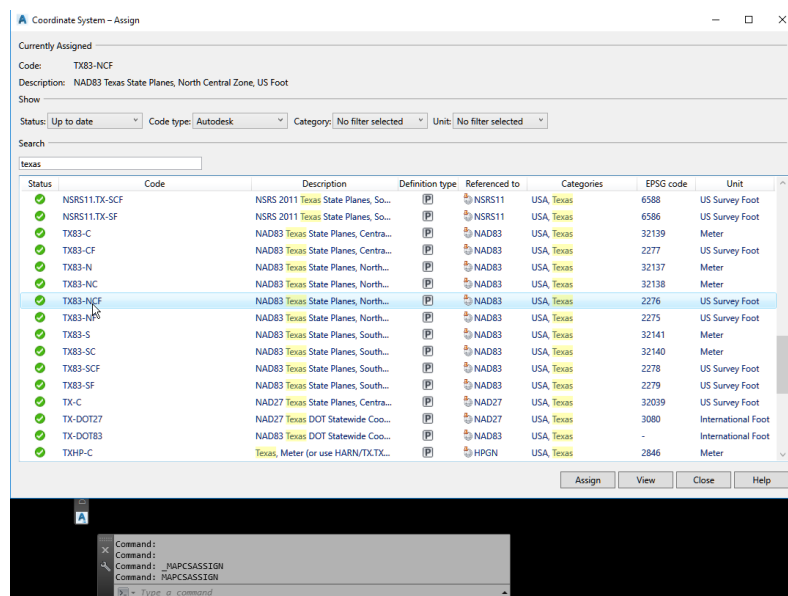 Coordinate System – Assign
Currently Assigned
Code: TX83-NCF
Description: NAD83 Texas State Planes, North Central Zone, US Foot
Show
Status: Up to date Code type: Autodesk Category: No filter selected Unit: No filter selected
Search
texas
Status Code Description Definition type Referenced to Categories EPSG code Unit
NSRS11.TX-SCF NSRS 2011 Texas State Planes, So... P NSRS11 USA, Texas 6588 US Survey Foot
NSRS11.TX-SF NSRS 2011 Texas State Planes, So... P NSRS11 USA, Texas 6586 US Survey Foot
TX83-C NAD83 Texas State Planes, Centra... P NAD83 USA, Texas 32139 Meter
TX83-CF NAD83 Texas State Planes, Centra... P NAD83 USA, Texas 2277 US Survey Foot
TX83-N NAD83 Texas State Planes, North... P NAD83 USA, Texas 32137 Meter
TX83-NC NAD83 Texas State Planes, North... P NAD83 USA, Texas 32138 Meter
TX83-NCF NAD83 Texas State Planes, North... P NAD83 USA, Texas 2276 US Survey Foot
TX83-NF NAD83 Texas State Planes, North... P NAD83 USA, Texas 2275 US Survey Foot
TX83-S NAD83 Texas State Planes, South... P NAD83 USA, Texas 32141 Meter
TX83-SC NAD83 Texas State Planes, South... P NAD83 USA, Texas 32140 Meter
TX83-SCF NAD83 Texas State Planes, South... P NAD83 USA, Texas 2278 US Survey Foot
TX83-SF NAD83 Texas State Planes, South... P NAD83 USA, Texas 2279 US Survey Foot
TX-C NAD27 Texas State Planes, Centra... P NAD27 USA, Texas 32039 US Survey Foot
TX-DOT27 NAD27 Texas DOT Statewide Coo... P NAD27 USA, Texas 3080 International Foot
TX-DOT83 NAD83 Texas DOT Statewide Coo... P NAD83 USA, Texas - International Foot
TXHP-C Texas, Meter (or use HARN/TX.TX... P HPGN USA, Texas 2846 Meter
Assign View Close Help
Command:
Command:
Command: _MAPCSASSIGN
Command: MAPCSASSIGN
Type a command